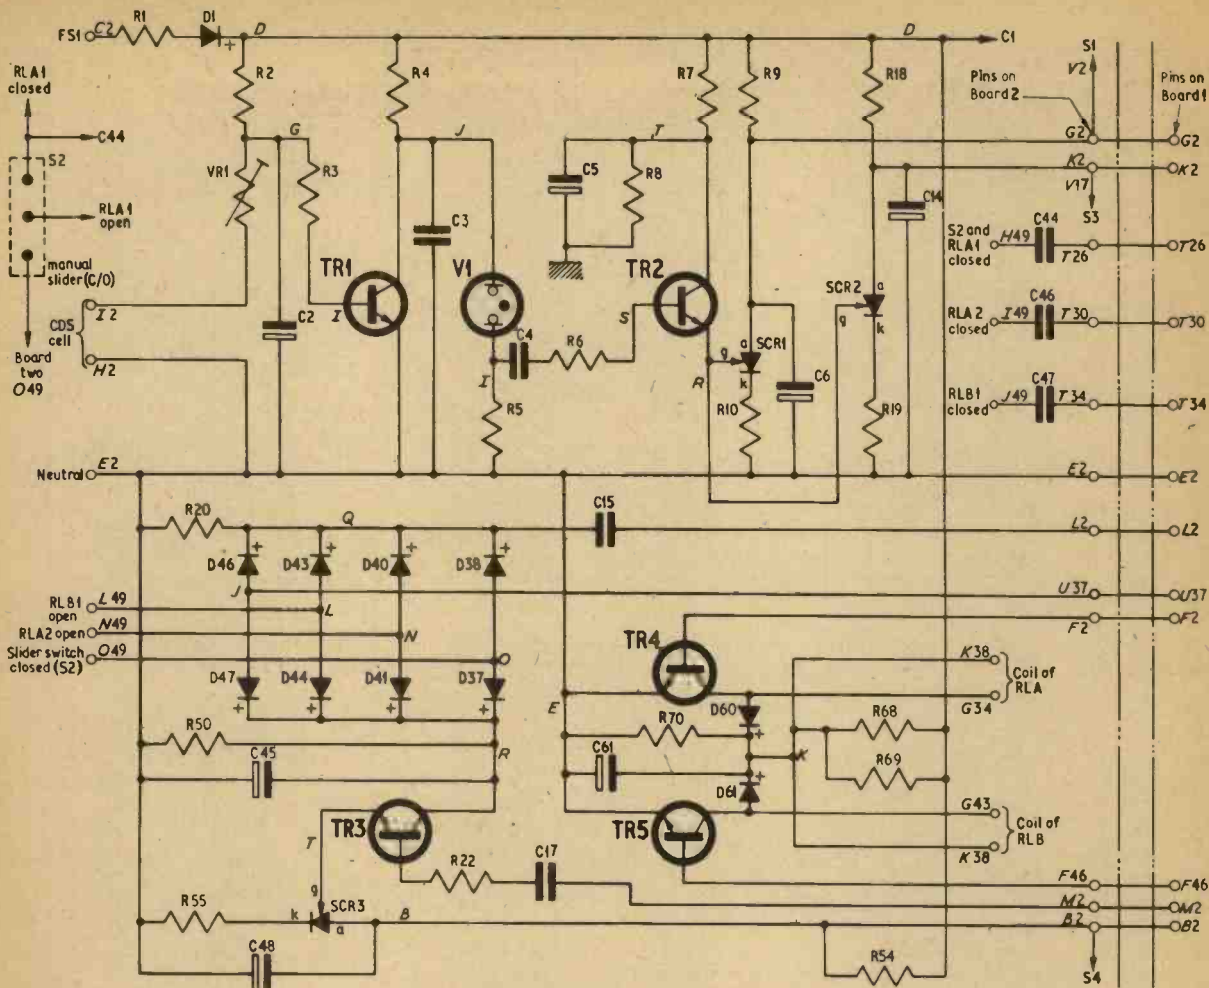 FS1
C2
R1
D1
+
D
D
C1
S1
V2
RLA1
closed
C44
S2
RLA1
open
manual
slider(C/O)
CDS
cell
I2
H2
Board
two
O49
R2
G
VR1
R3
C2
TR1
I
R4
J
C3
V1
C4
I
R5
R6
S
C5
R8
T
R7
TR2
R
g
R9
a
SCR1
k
R10
C6
R18
SCR2
a
g
k
R19
C14
Pins on
Board 2
Pins on
Board 1
G2
G2
K2
K2
V17
S3
S2 and
RLA1
closed
H49
C44
T26
T26
RLA 2
closed
I49
C46
T30
T30
RLB1
closed
J49
C47
T34
T34
Neutral
E2
E2
E2
R20
Q
C15
L2
L2
D46
+
D43
+
D40
+
D38
+
J
U37
U37
RLB1
open
L49
L
RLA2 open
N49
N
Slider switch
closed (S2)
O49
O
F2
F2
D47
+
D44
+
D41
+
D37
+
TR4
E
K38
Coil of
RLA
G34
D60
+
R70
R68
R69
C61
K
+
D61
R50
C45
R
TR3
T
TR5
G43
Coil of
RLB
K38
R22
C17
F46
F46
M2
M2
R55
k
g
SCR3
a
B
B2
B2
C48
R54
S4